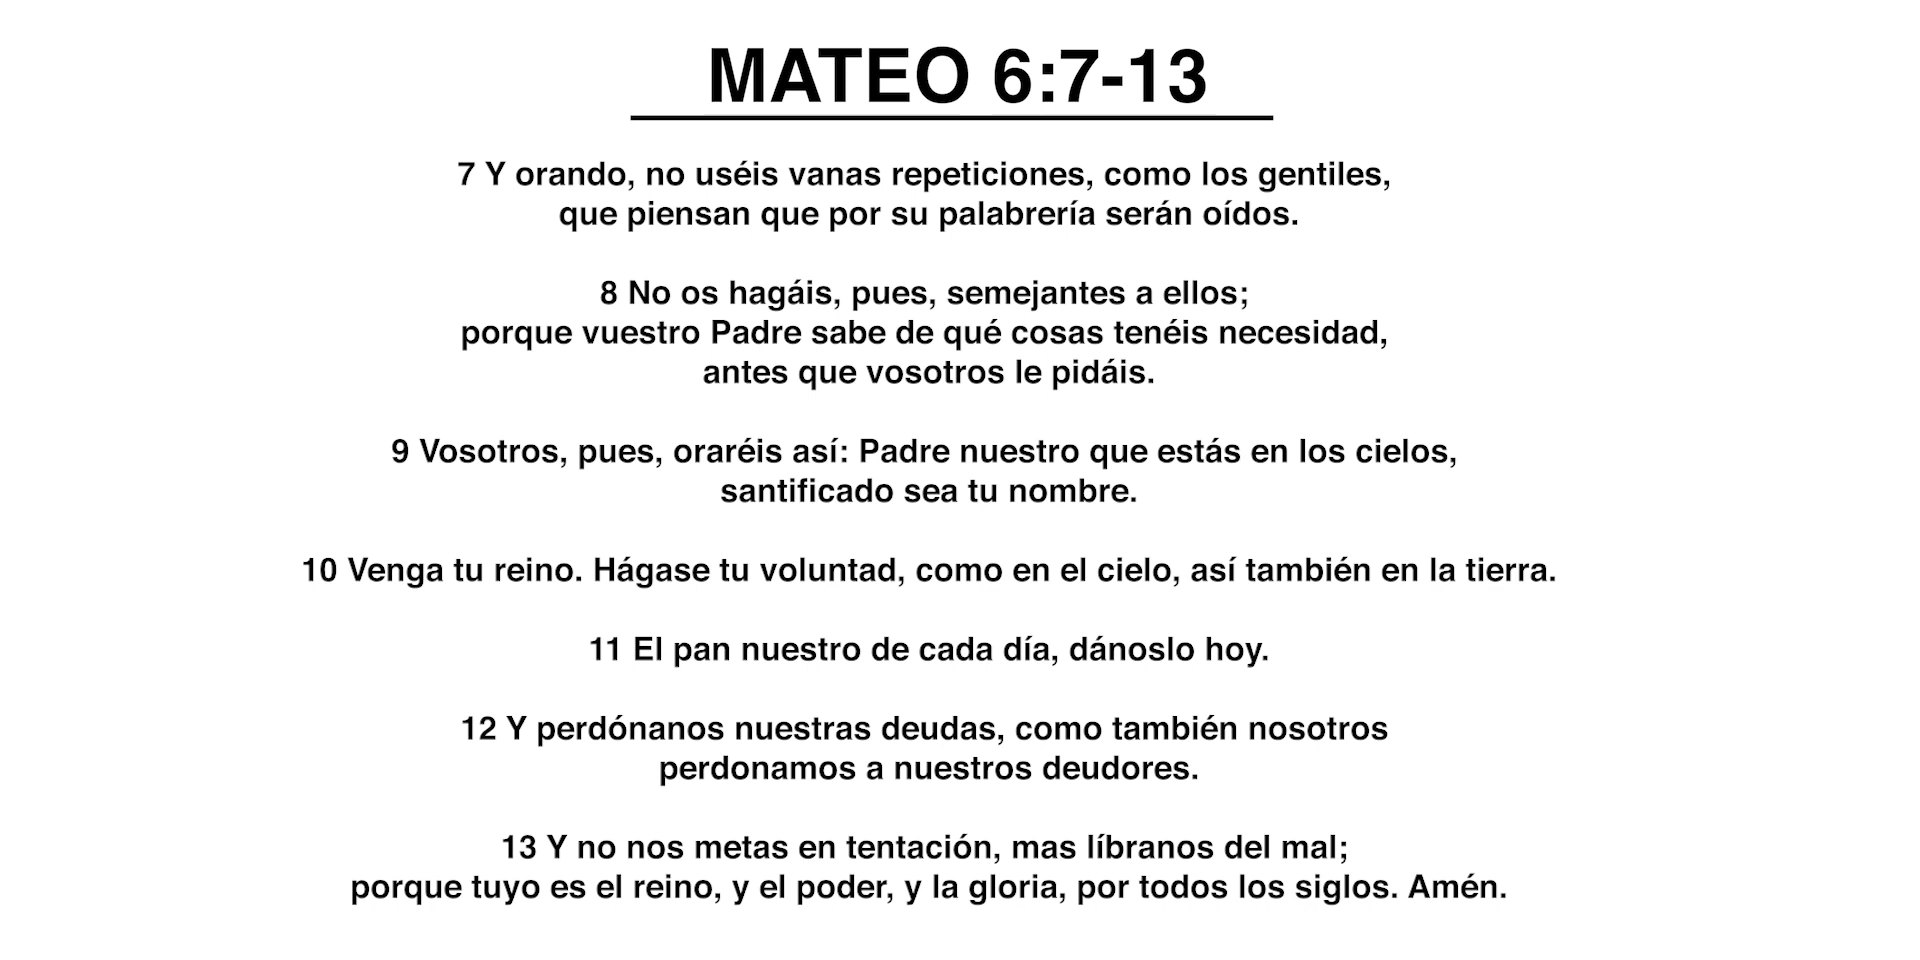 MATEO 6:7-13
7 Y orando, no uséis vanas repeticiones, como los gentiles,
que piensan que por su palabrería serán oídos.
8 No os hagáis, pues, semejantes a ellos;
porque vuestro Padre sabe de qué cosas tenéis necesidad,
antes que vosotros le pidáis.
9 Vosotros, pues, oraréis así: Padre nuestro que estás en los cielos,
santificado sea tu nombre.
10 Venga tu reino. Hágase tu voluntad, como en el cielo, así también en la tierra.
11 El pan nuestro de cada día, dánoslo hoy.
12 Y perdónanos nuestras deudas, como también nosotros
perdonamos a nuestros deudores.
13 Y no nos metas en tentación, mas líbranos del mal;
porque tuyo es el reino, y el poder, y la gloria, por todos los siglos. Amén.